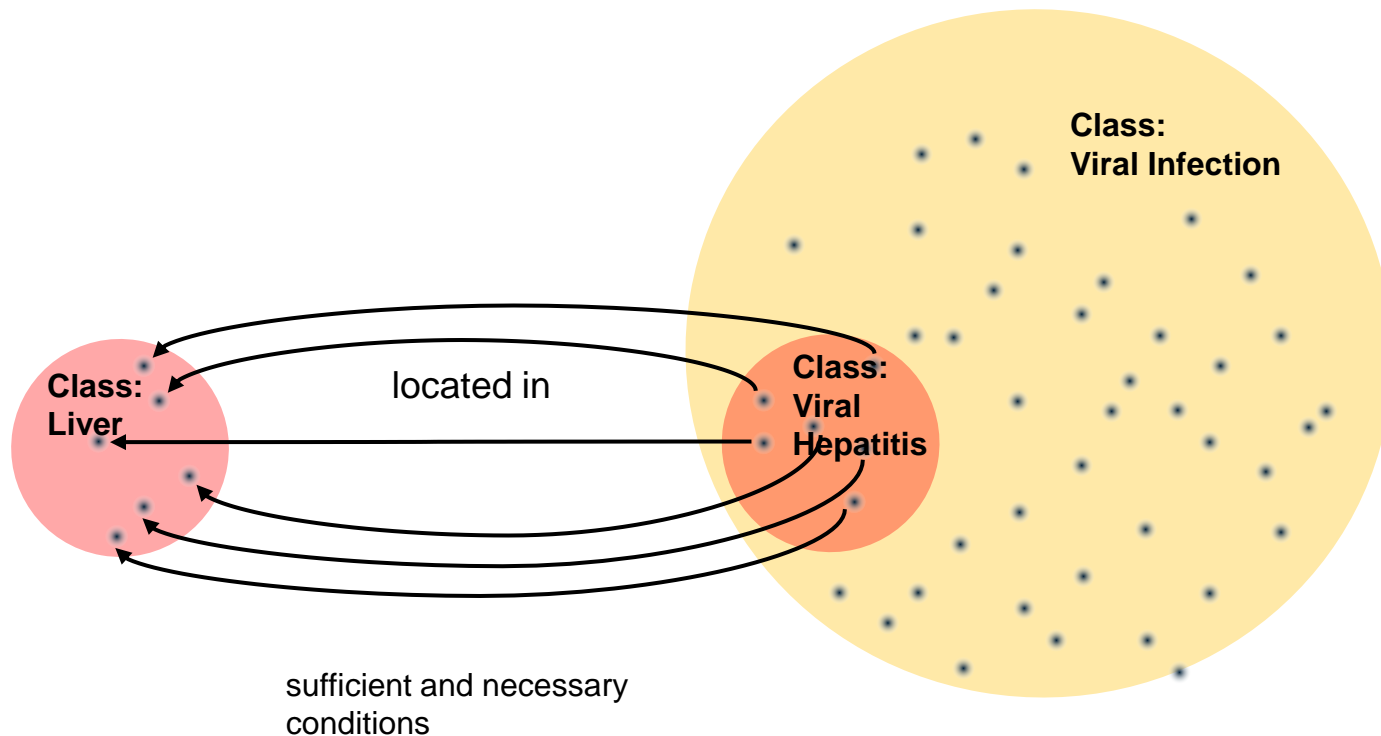 Class:
Viral Infection
Class:
Liver
located in
Class:
Viral
Hepatitis
sufficient and necessary
conditions